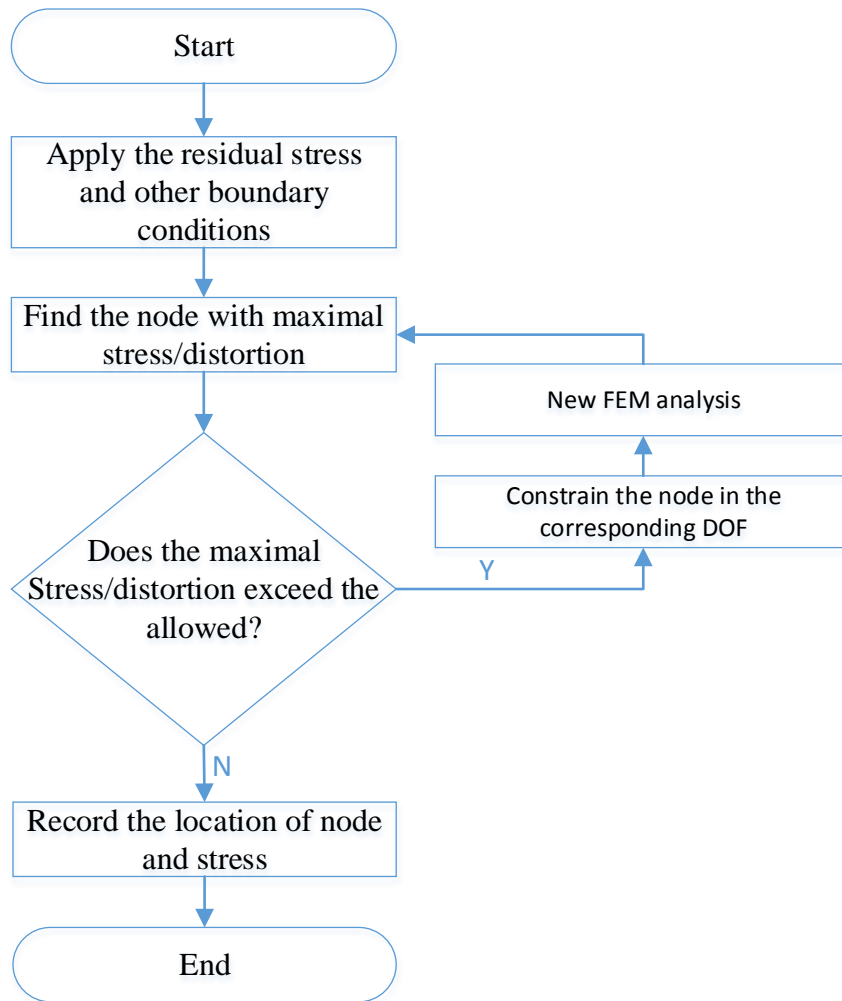 Start
Apply the residual stress
and other boundary
conditions
Find the node with maximal
stress/distortion
New FEM analysis
Constrain the node in the
corresponding DOF
Does the maximal
Stress/distortion exceed the
allowed?
Y
N
Record the location of node
and stress
End